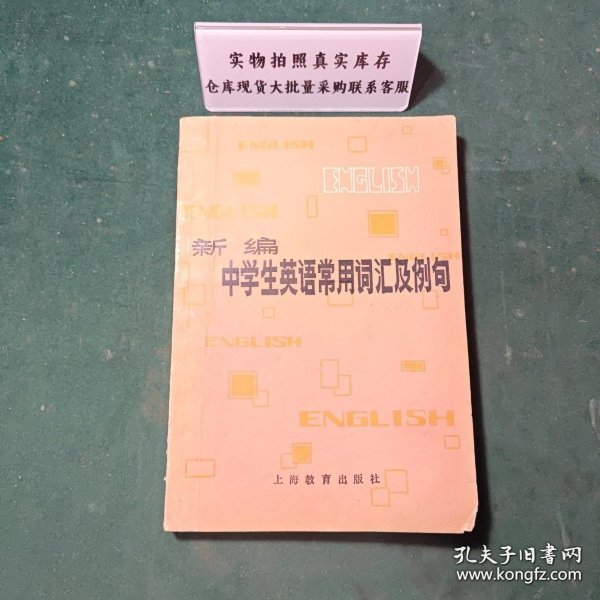 实物拍照真实库存
仓库现货大批量采购联系客服
ENGLISH
ENGLISH
ENGLISH
ENGLISH
新编
中学生英语常用词汇及例句
ENGLISH
ENGLISH
上海教育出版社
孔夫子旧书网
www.kongfz.com